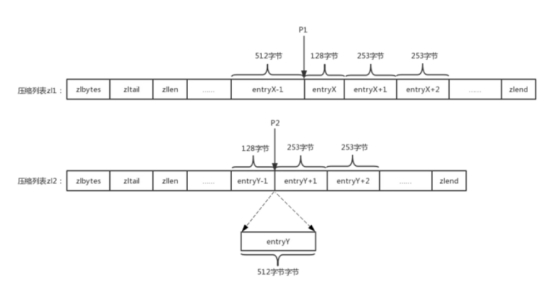 P1
512字节 128字节 253字节 253字节
压缩列表zl1： zlbytes zltail zllen ...... entryX-1 entryX entryX+1 entryX+2 ...... zlend
P2
128字节 253字节 253字节
压缩列表zl2： zlbytes zltail zllen ...... entryY-1 entryY+1 entryY+2 ...... zlend
entryY
512字节字节